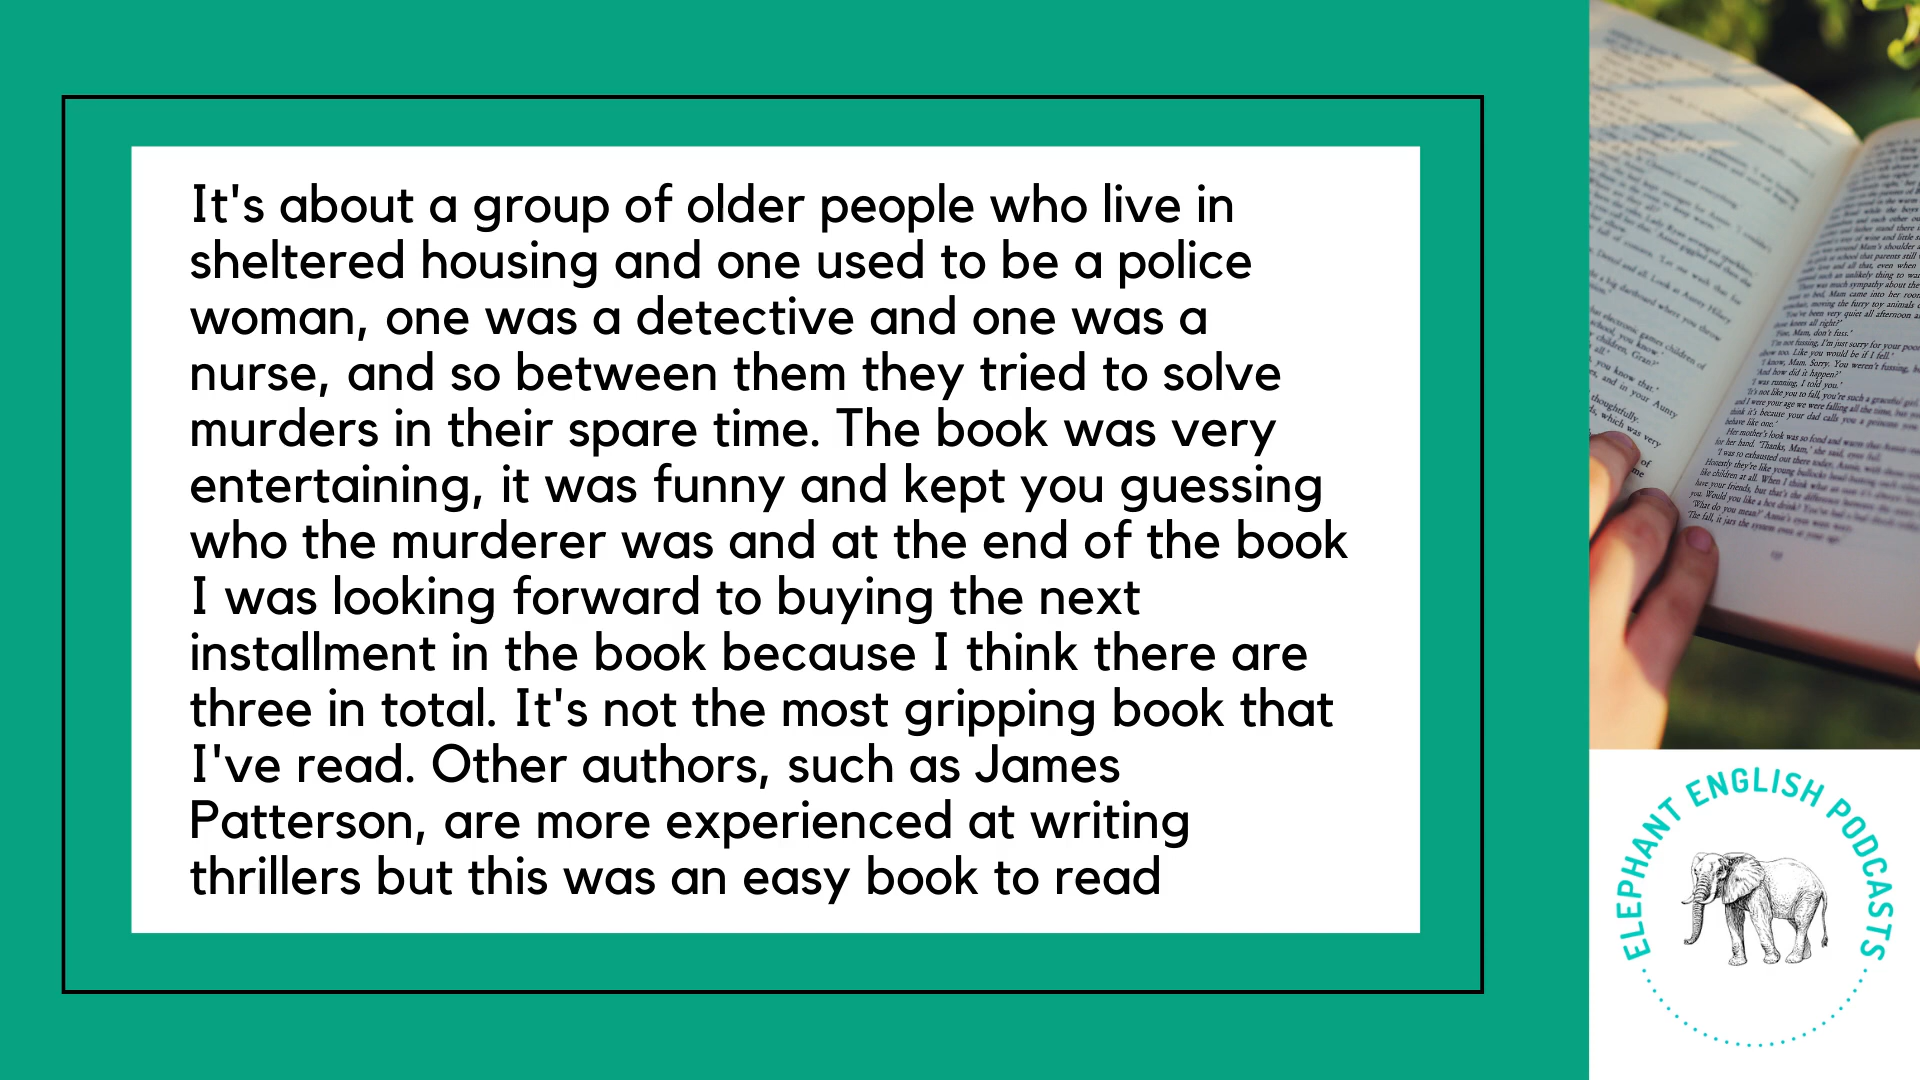 It's about a group of older people who live in
sheltered housing and one used to be a police
woman, one was a detective and one was a
nurse, and so between them they tried to solve
murders in their spare time. The book was very
entertaining, it was funny and kept you guessing
who the murderer was and at the end of the book
I was looking forward to buying the next
installment in the book because I think there are
three in total. It's not the most gripping book that
I've read. Other authors, such as James
Patterson, are more experienced at writing
thrillers but this was an easy book to read
ELEPHANT ENGLISH PODCASTS